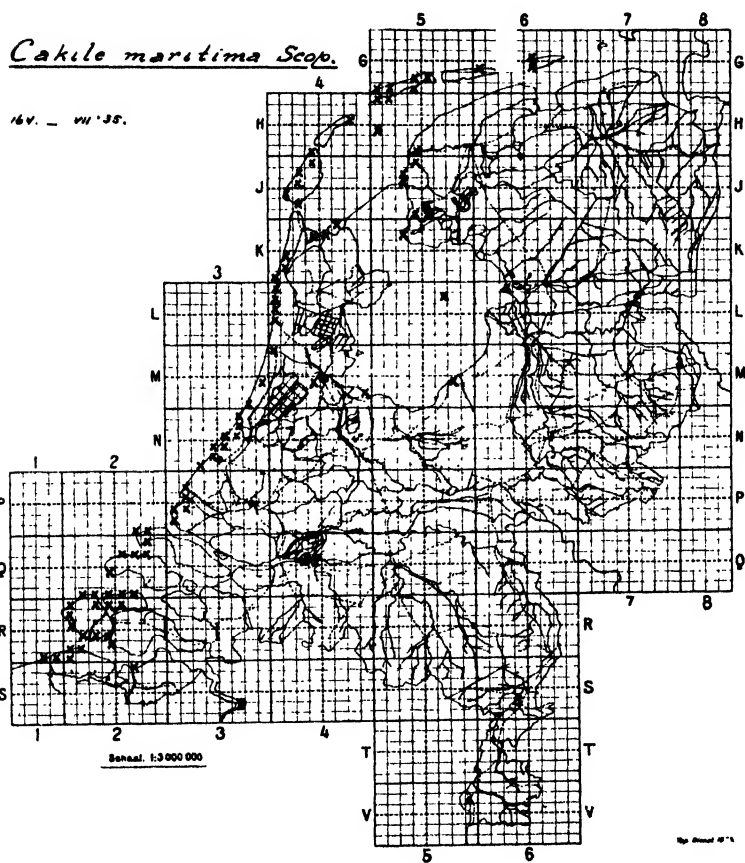 Cakile maritima Scop.
16 V. – VII '35.
5 6 7 8
G G
4
H H
J J
K K
3
L L
M M
N N
1 2
P P
Q Q
7 8
R R
S S
1 2 3 4
Schaal. 1:3 000 000
T T
V V
5 6